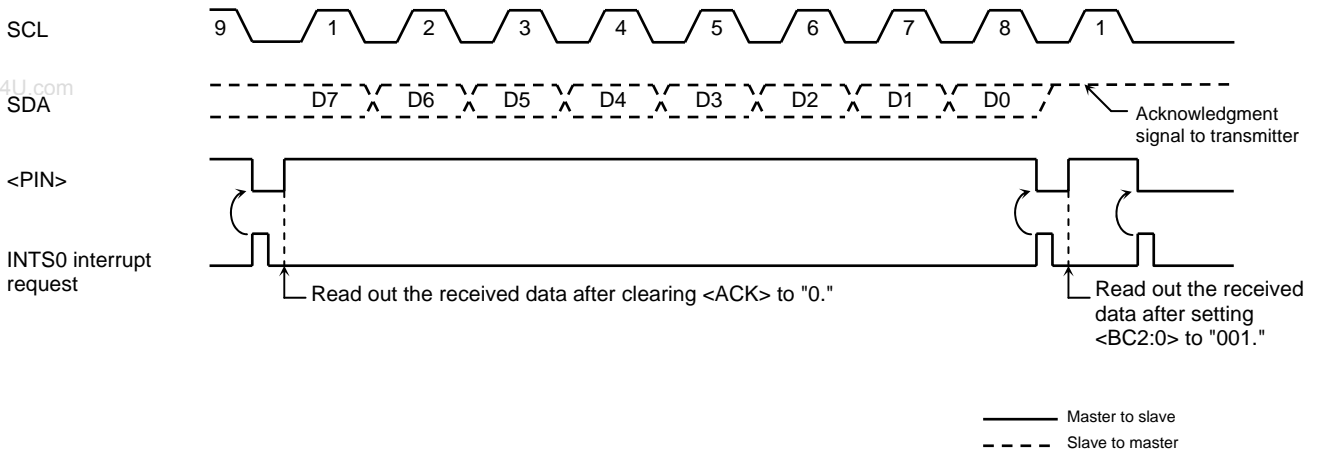 SCL 9 1 2 3 4 5 6 7 8 1
4U.com
SDA D7 D6 D5 D4 D3 D2 D1 D0
Acknowledgment
signal to transmitter
<PIN>
INTS0 interrupt
request
Read out the received data after clearing <ACK> to "0."
Read out the received
data after setting
<BC2:0> to "001."
Master to slave
Slave to master